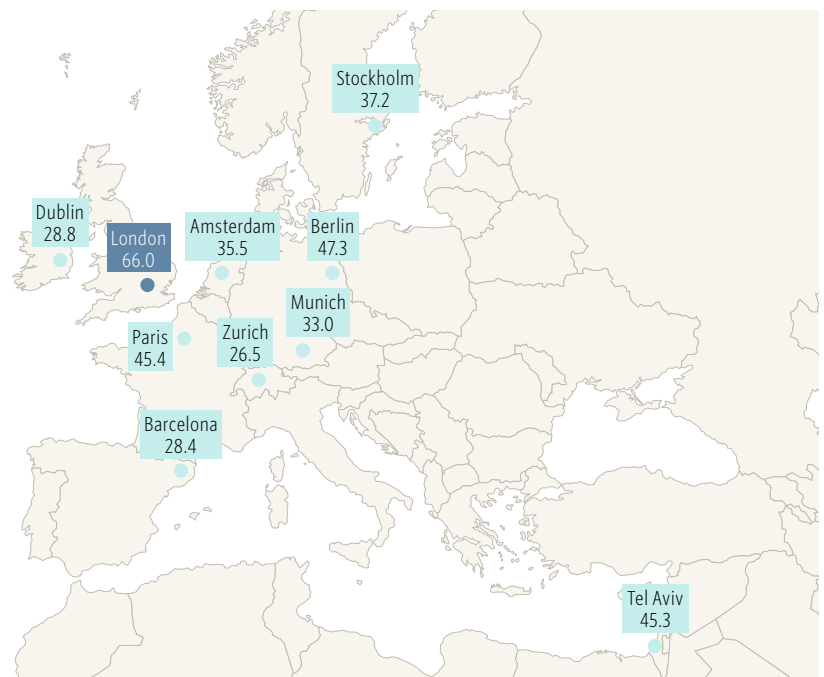 Stockholm
37.2
Dublin
28.8
London
66.0
Amsterdam
35.5
Berlin
47.3
Munich
33.0
Paris
45.4
Zurich
26.5
Barcelona
28.4
Tel Aviv
45.3